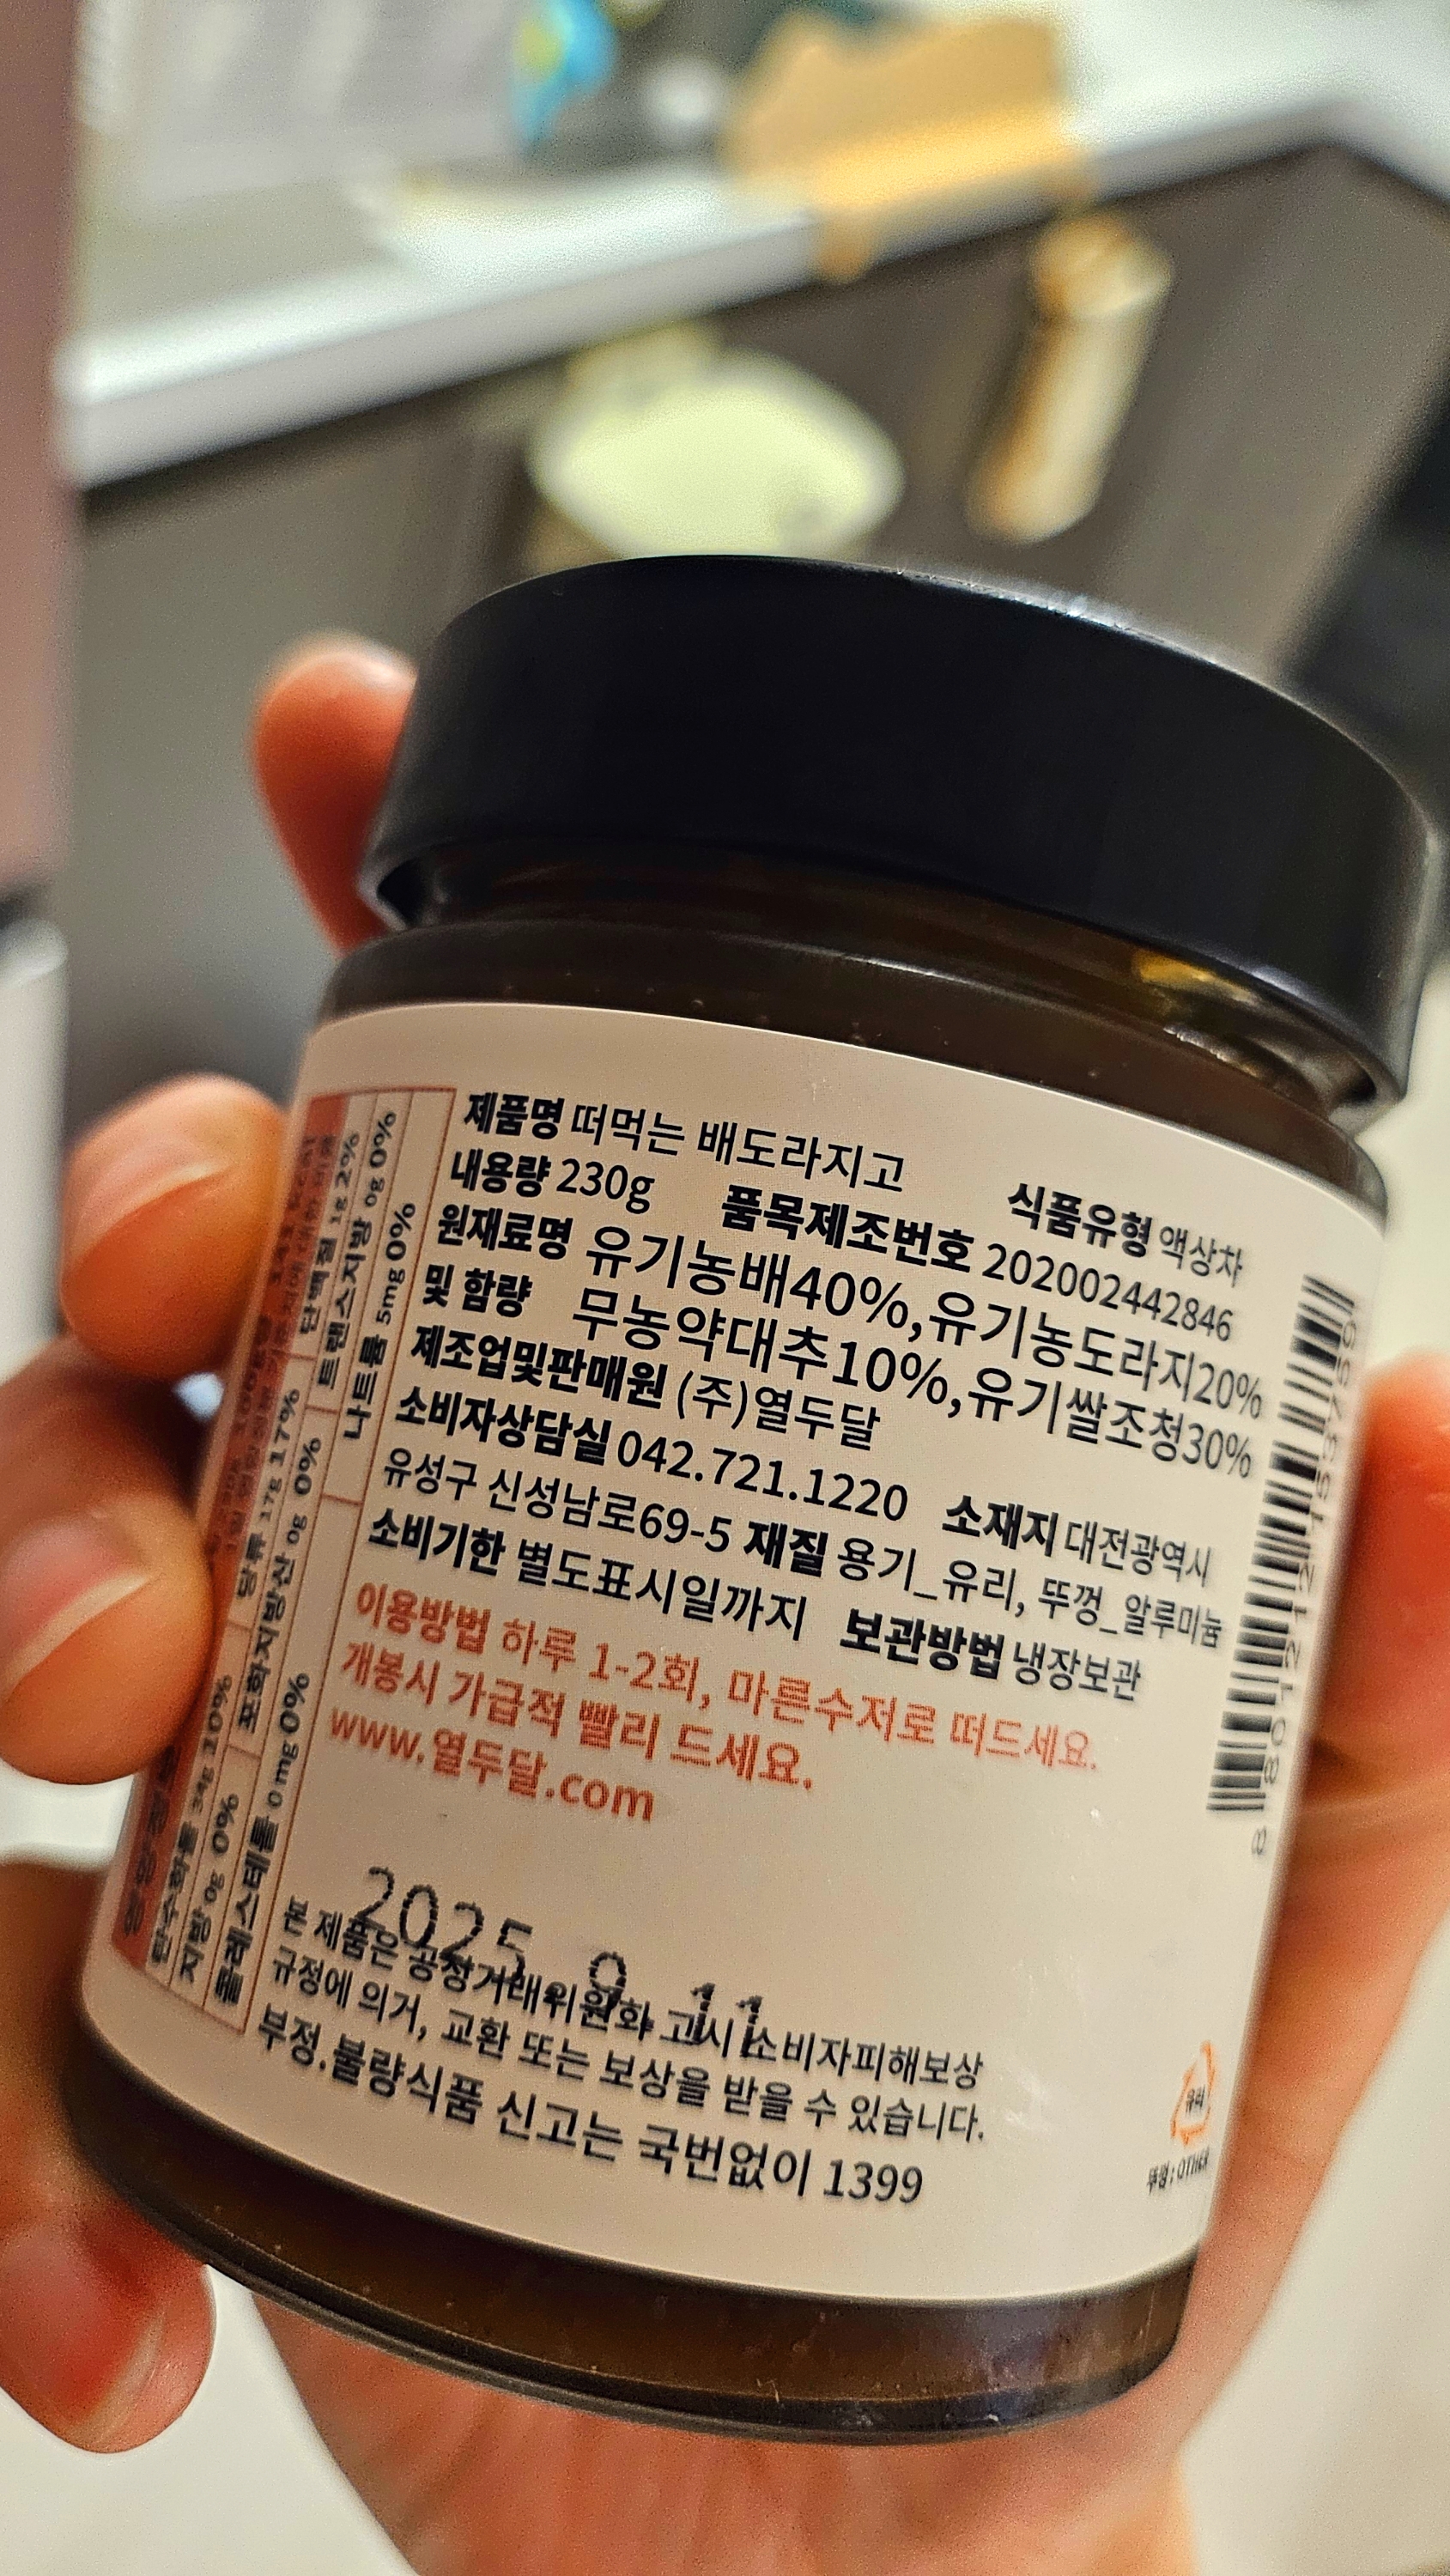 제품명 떠먹는 배도라지고 식품유형 액상차
내용량 230g 품목제조번호 202002442846
원재료명 유기농배40%,유기농도라지20%
및 함량 무농약대추10%,유기쌀조청30%
제조업및판매원 (주)열두달
소비자상담실 042.721.1220 소재지 대전광역시
유성구 신성남로69-5 재질 용기_유리, 뚜껑_알루미늄
소비기한 별도표시일까지 보관방법 냉장보관
이용방법 하루 1-2회, 마른수저로 떠드세요.
개봉시 가급적 빨리 드세요.
www.열두달.com
2025. 9. 11
본 제품은 공정거래위원회 고시 소비자피해보상
규정에 의거, 교환 또는 보상을 받을 수 있습니다.
부정.불량식품 신고는 국번없이 1399
탄수화물 34g 10% 당류 17g 17% 단백질 1g 2%
지방 0g 0% 포화지방산 0g 0% 트랜스지방 0g 0%
콜레스테롤 0mg 0% 나트륨 5mg 0%
유리
뚜껑:OTHER